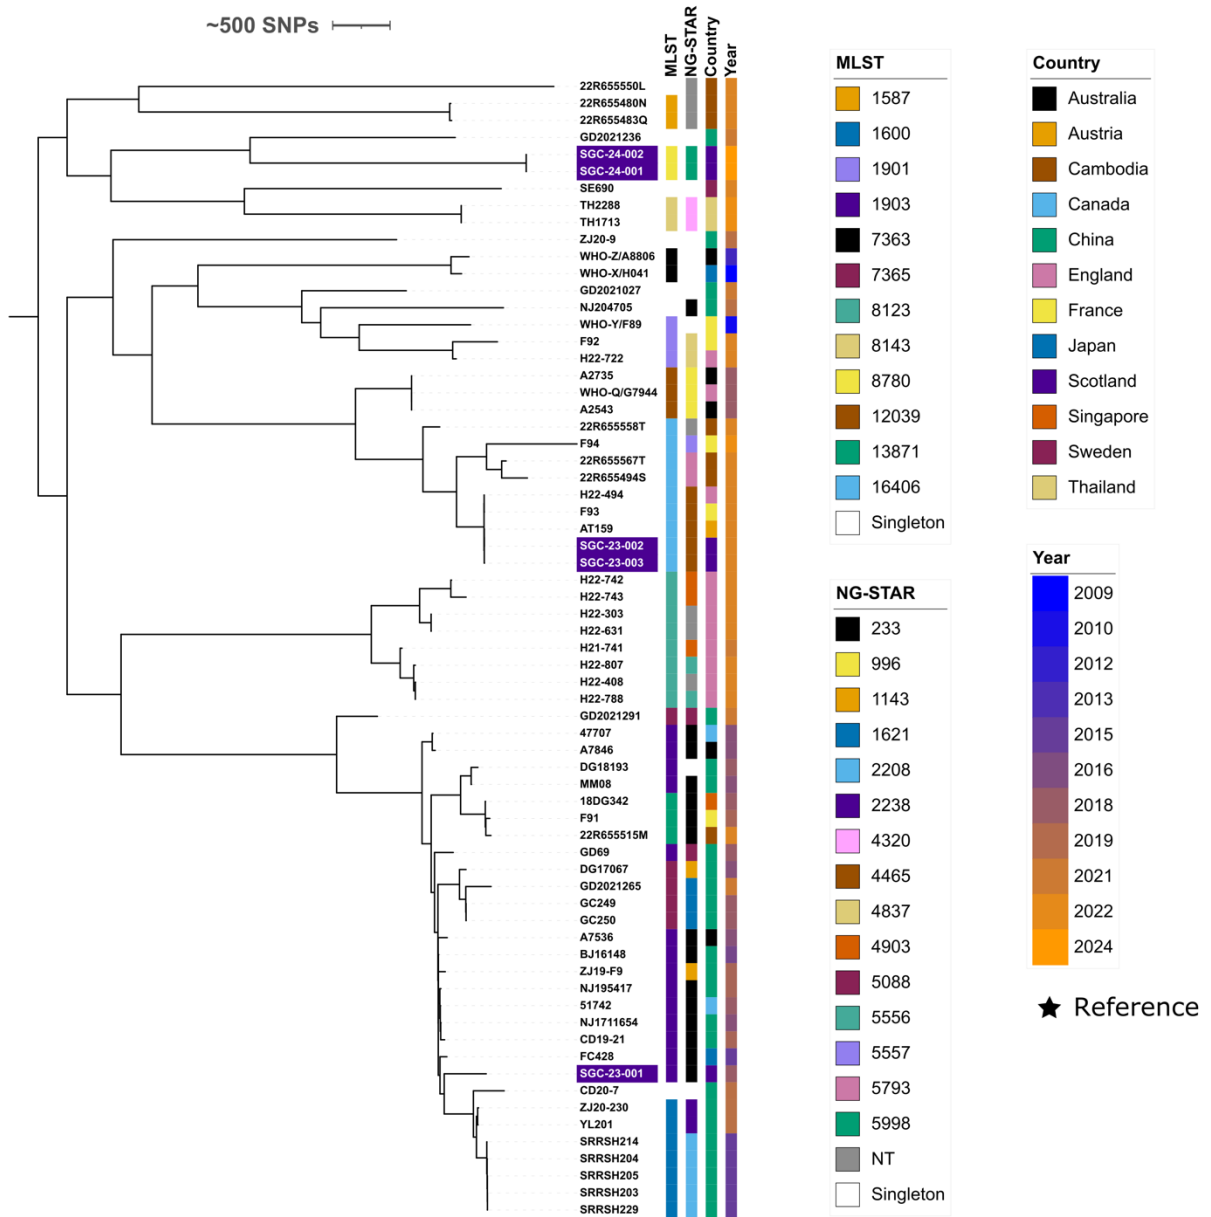 ~500 SNPs
MLST
NG-STAR
Country
Year
22R655550L
22R655480N
22R655483Q
GD2021236
SGC-24-002
SGC-24-001
SE690
TH2288
TH1713
ZJ20-9
WHO-Z/A8806
WHO-X/H041
GD2021027
NJ204705
WHO-Y/F89
F92
H22-722
A2735
WHO-Q/G7944
A2543
22R655558T
F94
22R655567T
22R655494S
H22-494
F93
AT159
SGC-23-002
SGC-23-003
H22-742
H22-743
H22-303
H22-631
H21-741
H22-807
H22-408
H22-788
GD2021291
47707
A7846
DG18193
MM08
18DG342
F91
22R655515M
GD69
DG17067
GD2021265
GC249
GC250
A7536
BJ16148
ZJ19-F9
NJ195417
51742
NJ1711654
CD19-21
FC428
SGC-23-001
CD20-7
ZJ20-230
YL201
SRRSH214
SRRSH204
SRRSH205
SRRSH203
SRRSH229
MLST
1587
1600
1901
1903
7363
7365
8123
8143
8780
12039
13871
16406
Singleton
NG-STAR
233
996
1143
1621
2208
2238
4320
4465
4837
4903
5088
5556
5557
5793
5998
NT
Singleton
Country
Australia
Austria
Cambodia
Canada
China
England
France
Japan
Scotland
Singapore
Sweden
Thailand
Year
2009
2010
2012
2013
2015
2016
2018
2019
2021
2022
2024
★ Reference